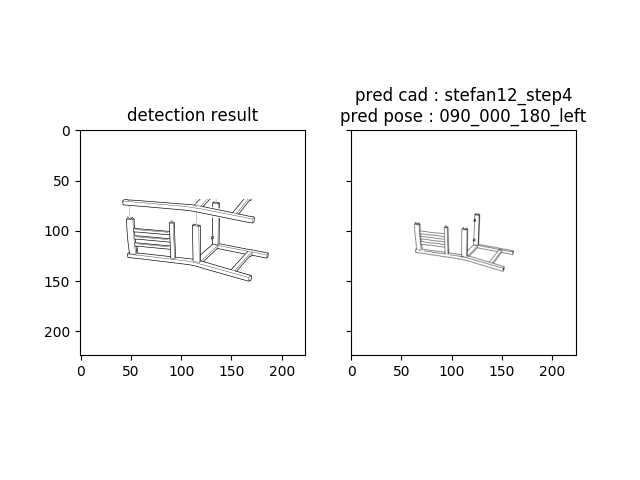 detection result
pred cad : stefan12_step4
pred pose : 090_000_180_left
0
50
100
150
200
0 50 100 150 200
0 50 100 150 200